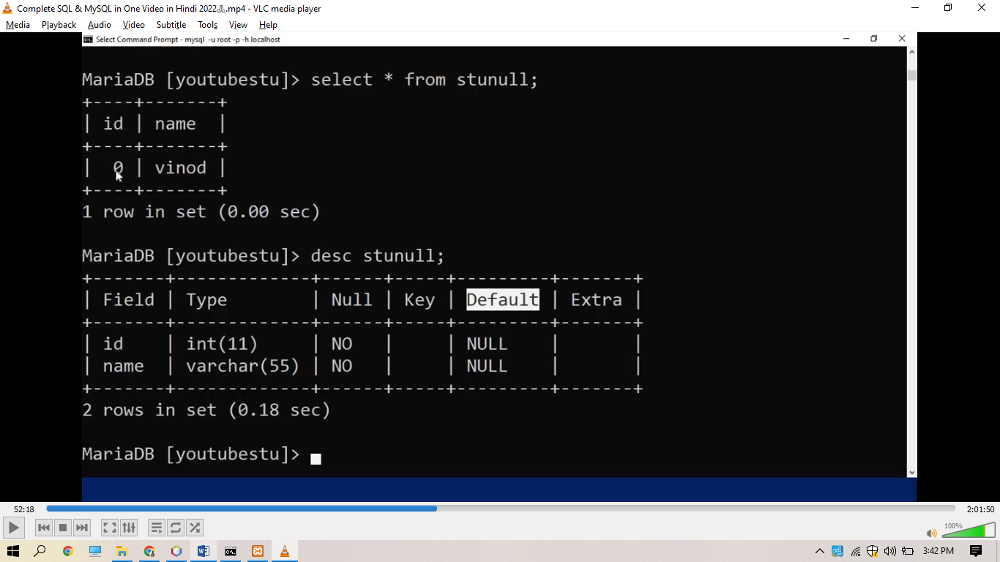 Complete SQL & MySQL in One Video in Hindi 2022🙏.mp4 - VLC media player
Media Playback Audio Video Subtitle Tools View Help
Select Command Prompt - mysql -u root -p -h localhost
MariaDB [youtubestu]> select * from stunull;
+----+-------+
| id | name  |
+----+-------+
|  0 | vinod |
+----+-------+
1 row in set (0.00 sec)
MariaDB [youtubestu]> desc stunull;
+-------+-------------+------+-----+---------+-------+
| Field | Type        | Null | Key | Default | Extra |
+-------+-------------+------+-----+---------+-------+
| id    | int(11)     | NO   |     | NULL    |       |
| name  | varchar(55) | NO   |     | NULL    |       |
+-------+-------------+------+-----+---------+-------+
2 rows in set (0.18 sec)
MariaDB [youtubestu]>
52:18 2:01:50
100%
3:42 PM